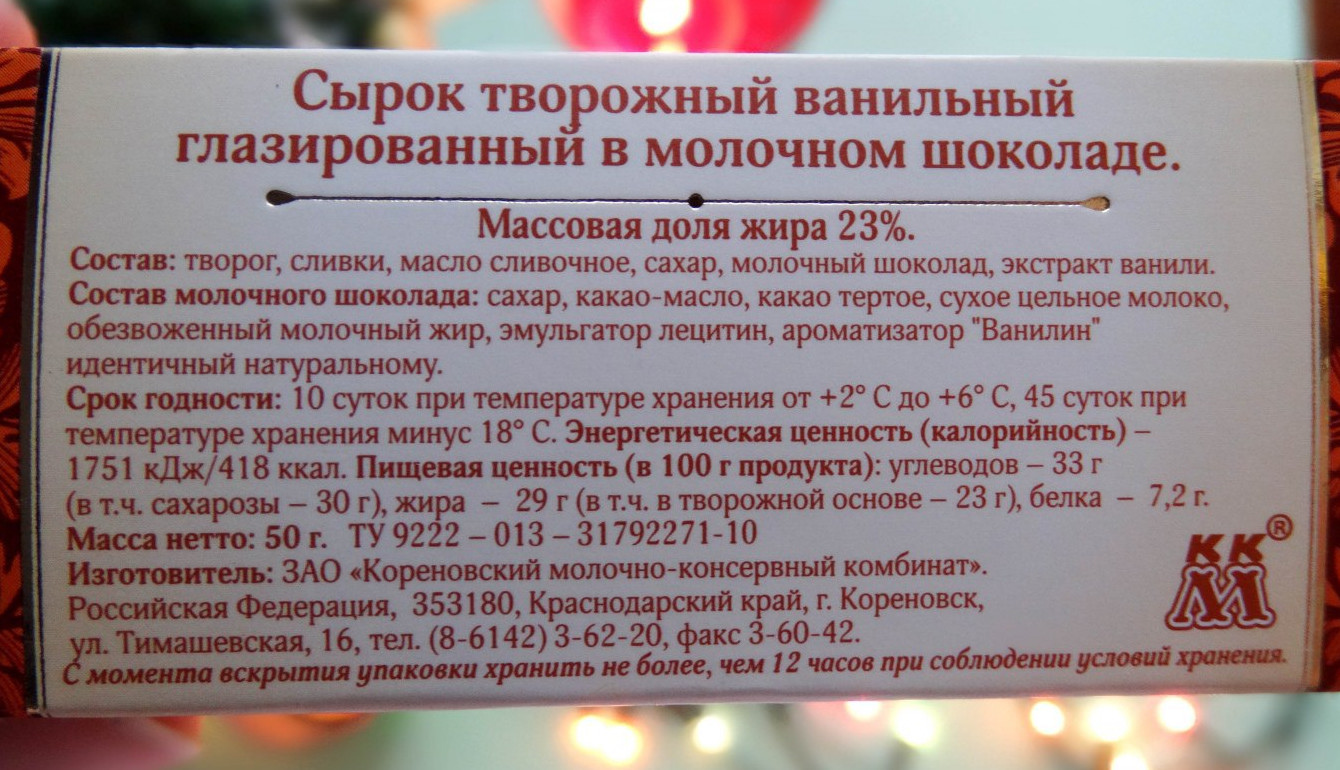 Сырок творожный ванильный
глазированный в молочном шоколаде.
Массовая доля жира 23%.
Состав: творог, сливки, масло сливочное, сахар, молочный шоколад, экстракт ванили.
Состав молочного шоколада: сахар, какао-масло, какао тертое, сухое цельное молоко,
обезвоженный молочный жир, эмульгатор лецитин, ароматизатор "Ванилин"
идентичный натуральному.
Срок годности: 10 суток при температуре хранения от +2° С до +6° С, 45 суток при
температуре хранения минус 18° С. Энергетическая ценность (калорийность) –
1751 кДж/418 ккал. Пищевая ценность (в 100 г продукта): углеводов – 33 г
(в т.ч. сахарозы – 30 г), жира – 29 г (в т.ч. в творожной основе – 23 г), белка – 7,2 г.
Масса нетто: 50 г. ТУ 9222 – 013 – 31792271-10
Изготовитель: ЗАО «Кореновский молочно-консервный комбинат».
Российская Федерация, 353180, Краснодарский край, г. Кореновск,
ул. Тимашевская, 16, тел. (8-6142) 3-62-20, факс 3-60-42.
С момента вскрытия упаковки хранить не более, чем 12 часов при соблюдении условий хранения.
КК ®
М